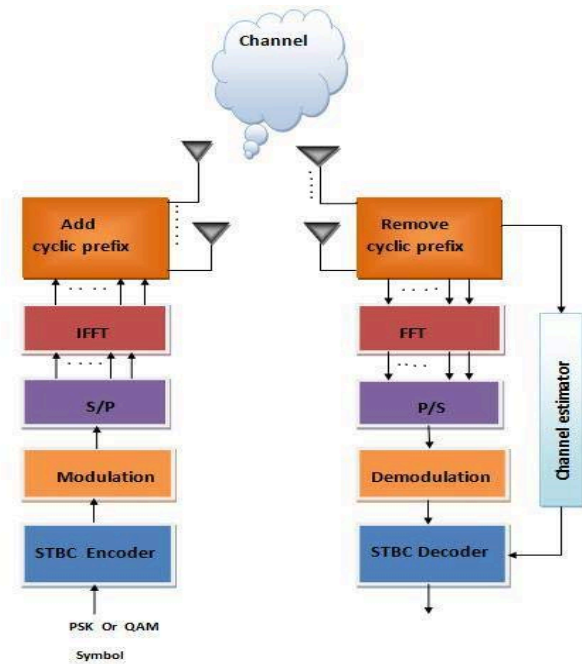 Channel
Add
cyclic prefix
IFFT
S/P
Modulation
STBC Encoder
PSK Or QAM
Symbol
Remove
cyclic prefix
FFT
P/S
Demodulation
STBC Decoder
Channel estimator